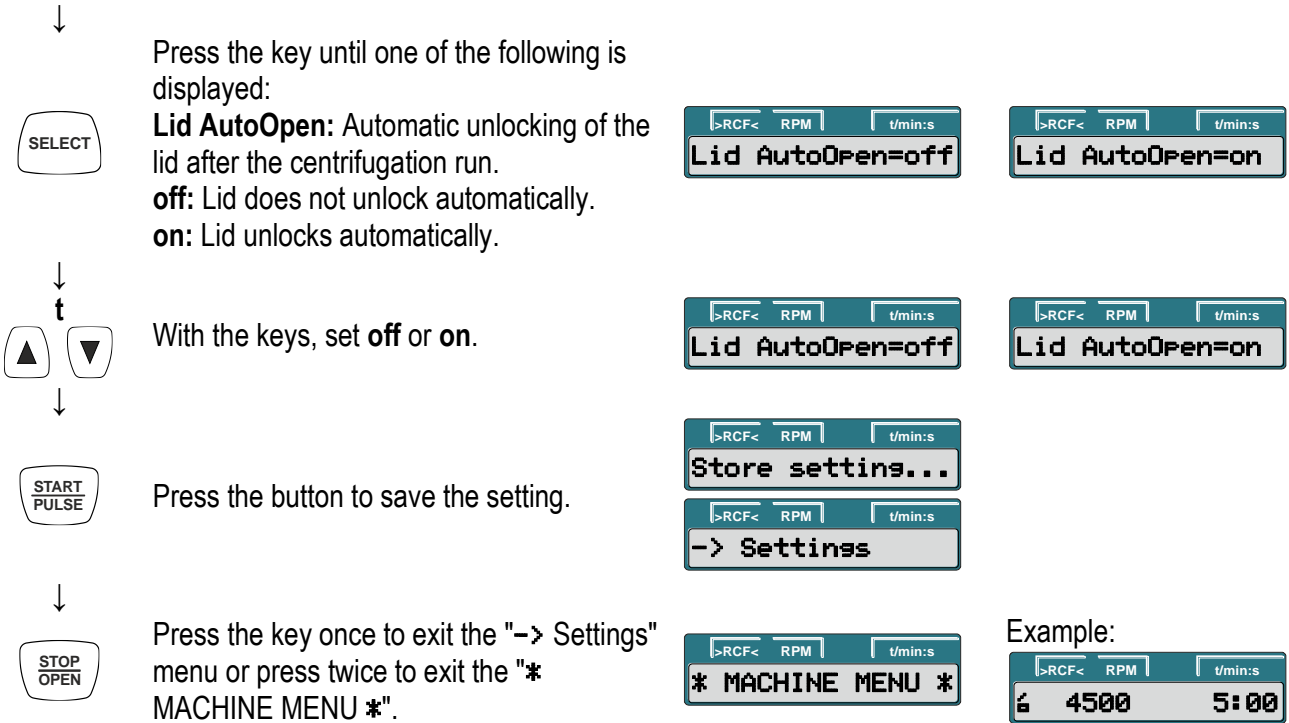 ↓
Press the key until one of the following is
displayed:
SELECT
Lid AutoOpen: Automatic unlocking of the
lid after the centrifugation run.
off: Lid does not unlock automatically.
on: Lid unlocks automatically.
>RCF< RPM t/min:s
Lid AutoOpen=off
>RCF< RPM t/min:s
Lid AutoOpen=on
↓
t
▲ ▼
With the keys, set off or on.
>RCF< RPM t/min:s
Lid AutoOpen=off
>RCF< RPM t/min:s
Lid AutoOpen=on
↓
START
PULSE
Press the button to save the setting.
>RCF< RPM t/min:s
Store setting...
>RCF< RPM t/min:s
-> Settings
↓
STOP
OPEN
Press the key once to exit the "-> Settings"
menu or press twice to exit the "*
MACHINE MENU *".
>RCF< RPM t/min:s
* MACHINE MENU *
Example:
>RCF< RPM t/min:s
4500 5:00